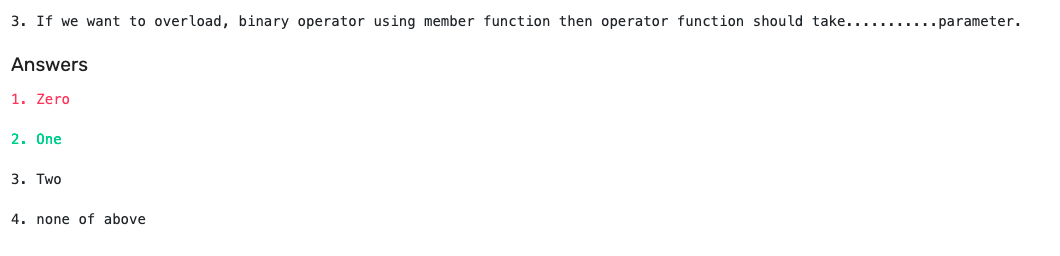 3. If we want to overload, binary operator using member function then operator function should take...........parameter.
Answers
1. Zero
2. One
3. Two
4. none of above